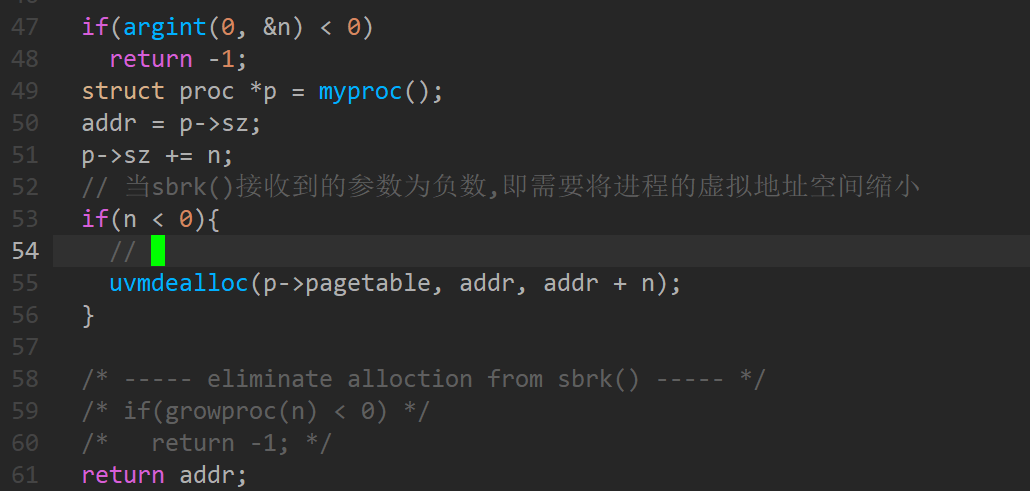 47 if(argint(0, &n) < 0)
48 return -1;
49 struct proc *p = myproc();
50 addr = p->sz;
51 p->sz += n;
52 // 当sbrk()接收到的参数为负数,即需要将进程的虚拟地址空间缩小
53 if(n < 0){
54 //
55 uvmdealloc(p->pagetable, addr, addr + n);
56 }
57
58 /* ----- eliminate alloction from sbrk() ----- */
59 /* if(growproc(n) < 0) */
60 /*   return -1; */
61 return addr;